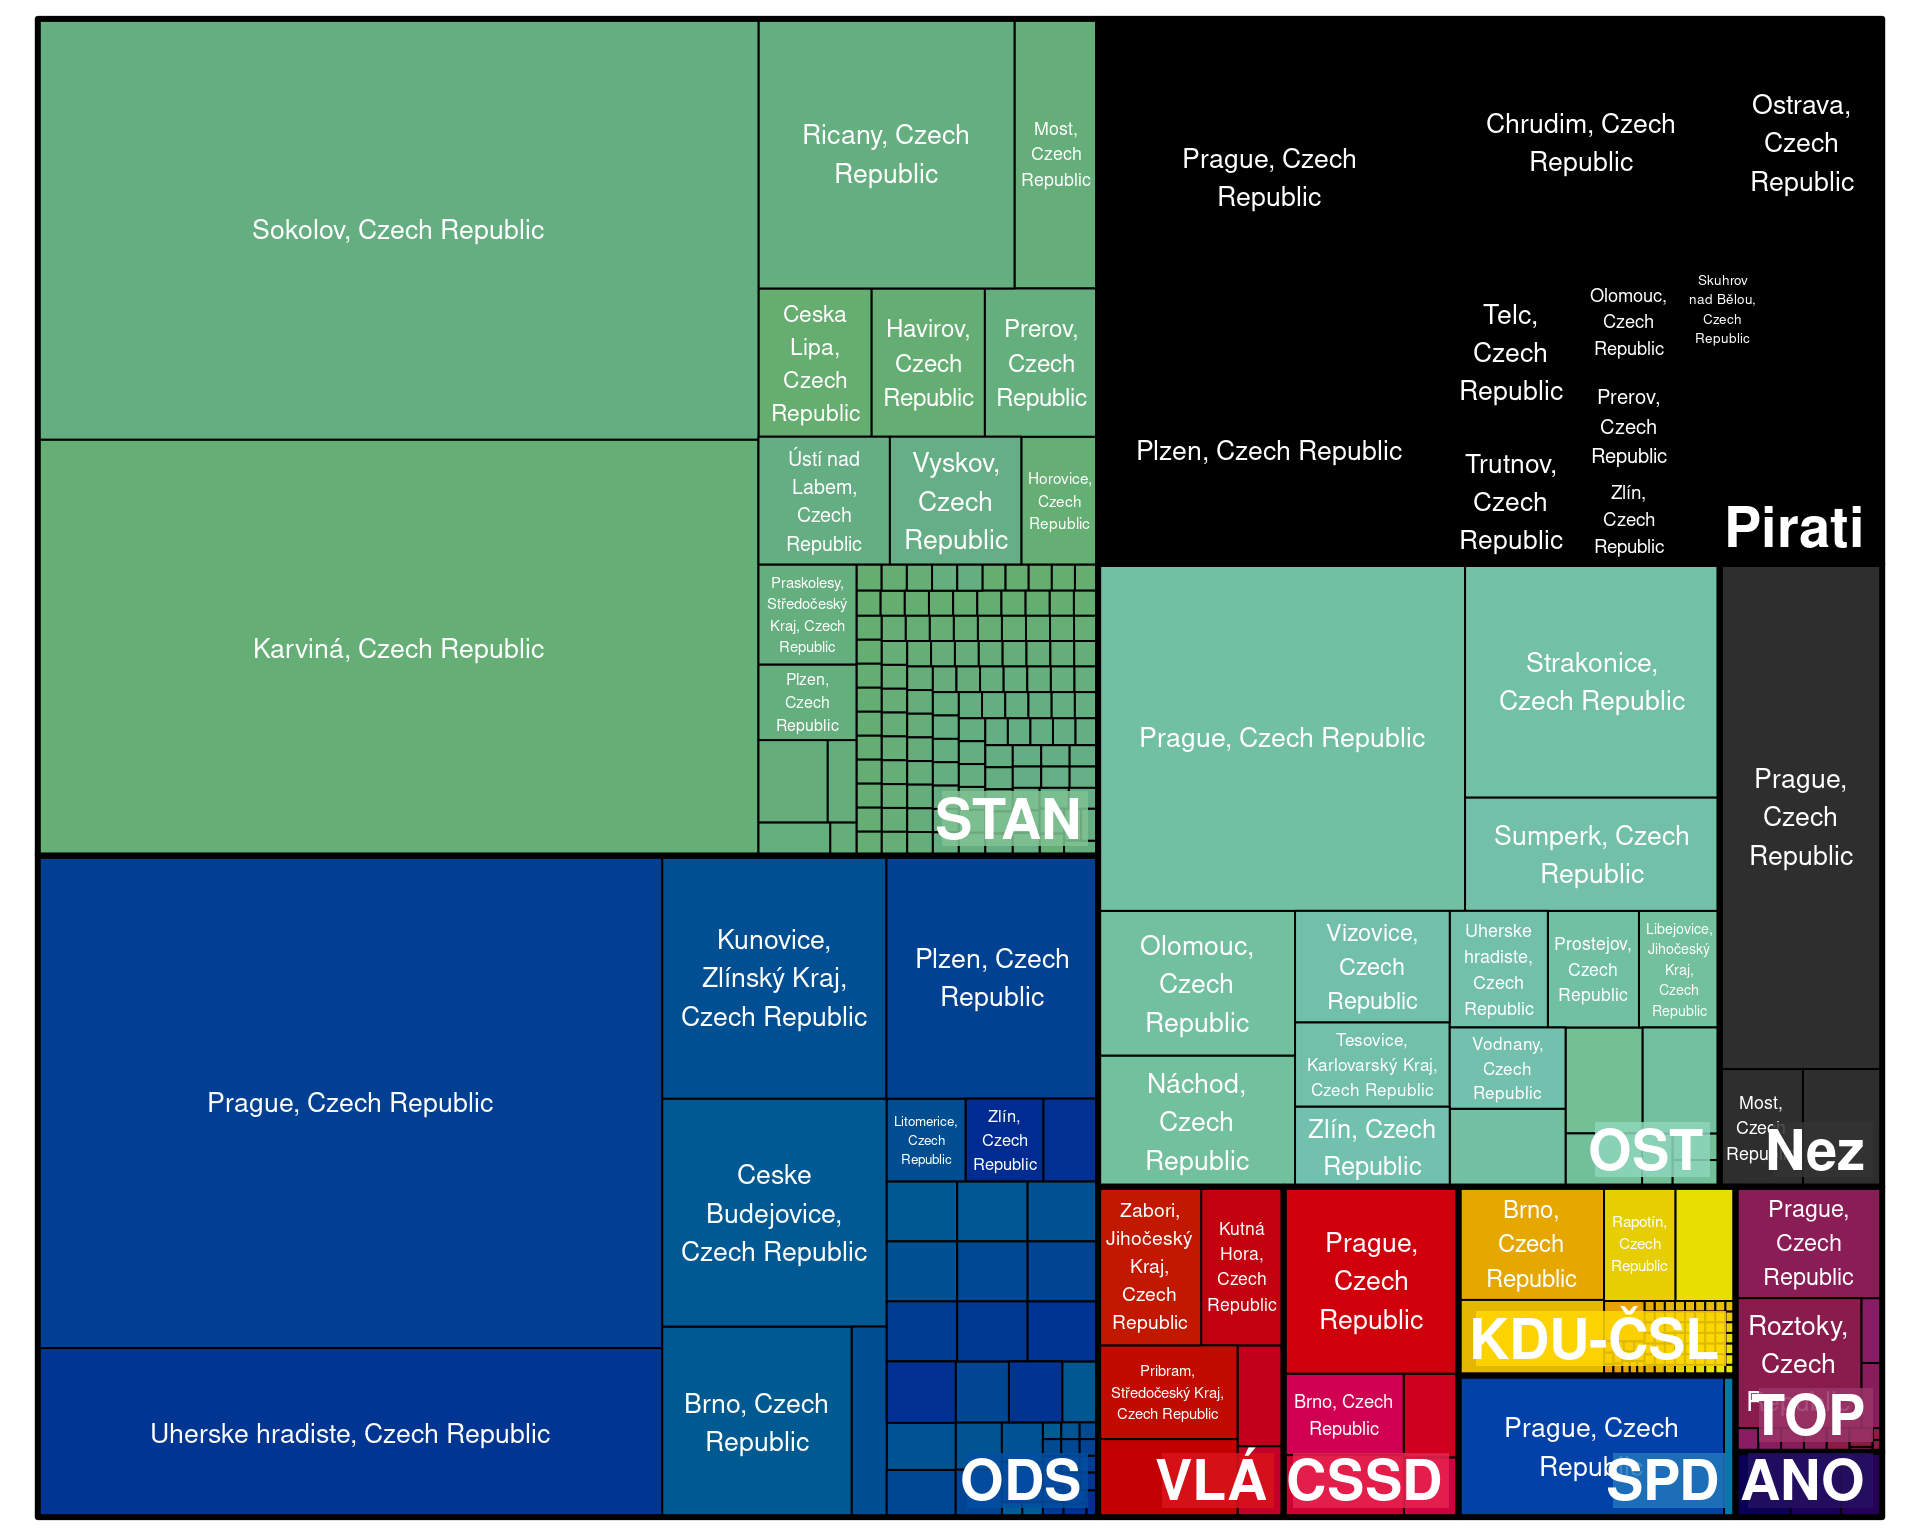 Sokolov, Czech Republic
Karviná, Czech Republic
Ricany, Czech
Republic
Most,
Czech
Republic
Ceska
Lipa,
Czech
Republic
Havirov,
Czech
Republic
Prerov,
Czech
Republic
Ústí nad
Labem,
Czech
Republic
Vyskov,
Czech
Republic
Horovice,
Czech
Republic
Praskolesy,
Středočeský
Kraj, Czech
Republic
Plzen,
Czech
Republic
STAN
Prague, Czech
Republic
Plzen, Czech Republic
Chrudim, Czech
Republic
Ostrava,
Czech
Republic
Telc,
Czech
Republic
Trutnov,
Czech
Republic
Olomouc,
Czech
Republic
Prerov,
Czech
Republic
Zlín,
Czech
Republic
Skuhrov
nad Bělou,
Czech
Republic
Pirati
Prague, Czech Republic
Uherske hradiste, Czech Republic
Kunovice,
Zlínský Kraj,
Czech Republic
Ceske
Budejovice,
Czech Republic
Brno, Czech
Republic
Plzen, Czech
Republic
Litomerice,
Czech
Republic
Zlín,
Czech
Republic
ODS
Prague, Czech Republic
Strakonice,
Czech Republic
Sumperk, Czech
Republic
Olomouc,
Czech
Republic
Náchod,
Czech
Republic
Vizovice,
Czech
Republic
Tesovice,
Karlovarský Kraj,
Czech Republic
Zlín, Czech
Republic
Uherske
hradiste,
Czech
Republic
Prostejov,
Czech
Republic
Libejovice,
Jihočeský
Kraj,
Czech
Republic
Vodnany,
Czech
Republic
OST
Prague,
Czech
Republic
Most,
Czech
Nez
Zabori,
Jihočeský
Kraj,
Czech
Republic
Kutná
Hora,
Czech
Republic
Pribram,
Středočeský Kraj,
Czech Republic
VLÁ
Prague,
Czech
Republic
Brno, Czech
Republic
CSSD
Brno,
Czech
Republic
Rapotín,
Czech
Republic
KDU-ČSL
Prague, Czech
Republic
SPD
Prague,
Czech
Republic
Roztoky,
Czech
TOP
ANO